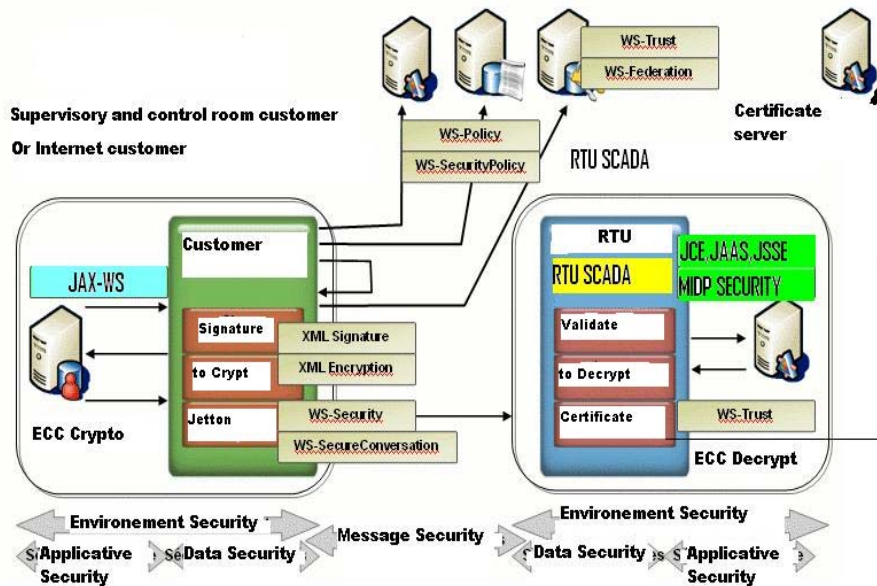 WS-Trust
WS-Federation
Supervisory and control room customer
Or Internet customer
Certificate
server
WS-Policy
WS-SecurityPolicy
RTU SCADA
Customer
RTU
JCE,JAAS,JSSE
MIDP SECURITY
JAX-WS
RTU SCADA
Signature
XML Signature
Validate
to Crypt
XML Encryption
to Decrypt
Jetton
WS-Security
Certificate
WS-Trust
WS-SecureConversation
ECC Crypto
ECC Decrypt
Environement Security
Message Security
Environement Security
Applicative
Security
Data Security
Data Security
Applicative
Security